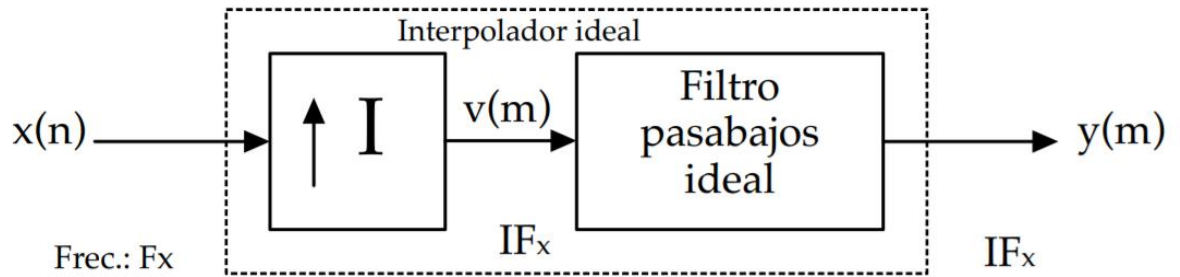 Interpolador ideal
x(n)
↑ I
v(m)
Filtro
pasabajos
ideal
y(m)
Frec.: Fx
IFx
IFx